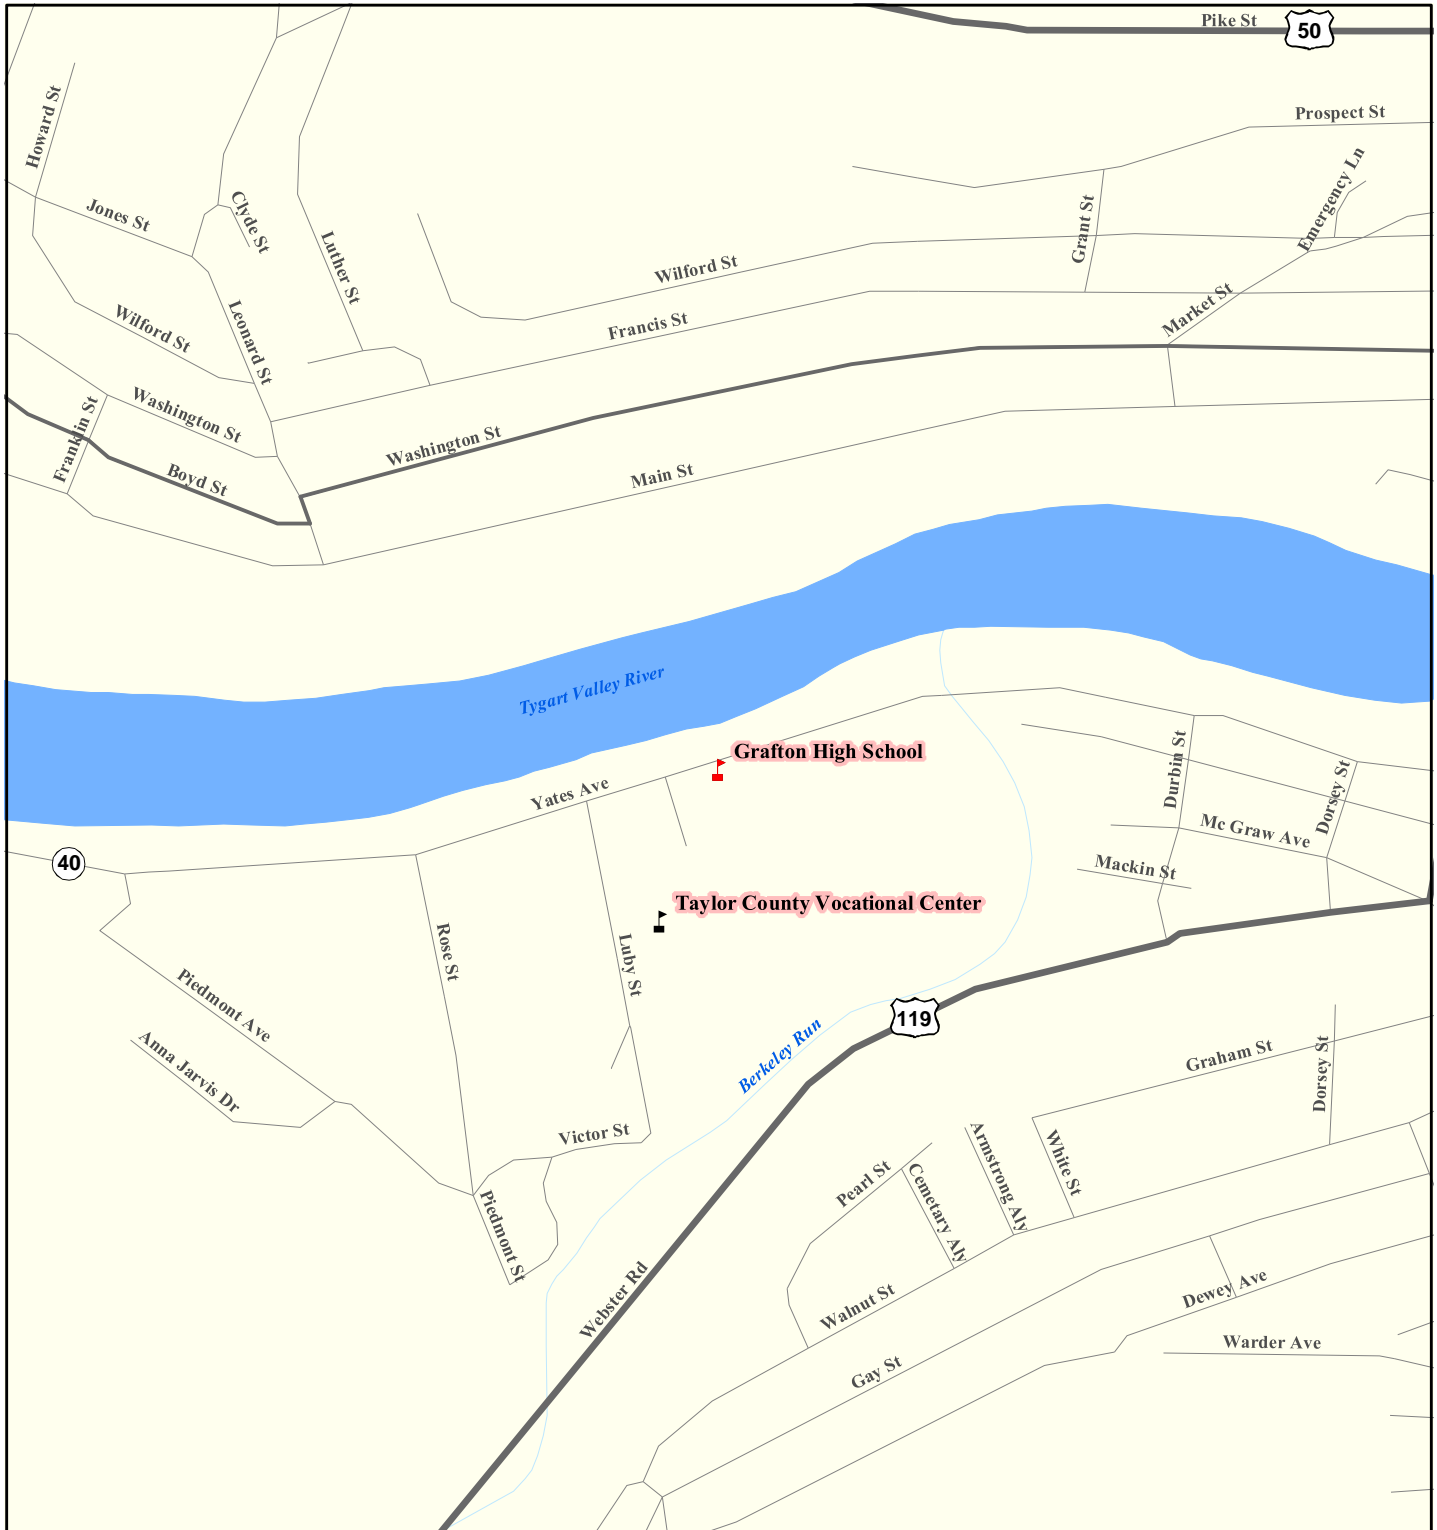 Pike St
50
Prospect St
Howard St
Emergency Ln
Jones St
Clyde St
Grant St
Luther St
Wilford St
Market St
Wilford St
Leonard St
Francis St
Washington St
Franklin St
Washington St
Boyd St
Main St
Tygart Valley River
Grafton High School
Durbin St
Dorsey St
Yates Ave
Mc Graw Ave
40
Mackin St
Taylor County Vocational Center
Rose St
Luby St
Piedmont Ave
119
Berkeley Run
Anna Jarvis Dr
Graham St
Dorsey St
Victor St
Armstrong Aly
White St
Pearl St
Cemetary Aly
Piedmont St
Webster Rd
Walnut St
Dewey Ave
Warder Ave
Gay St